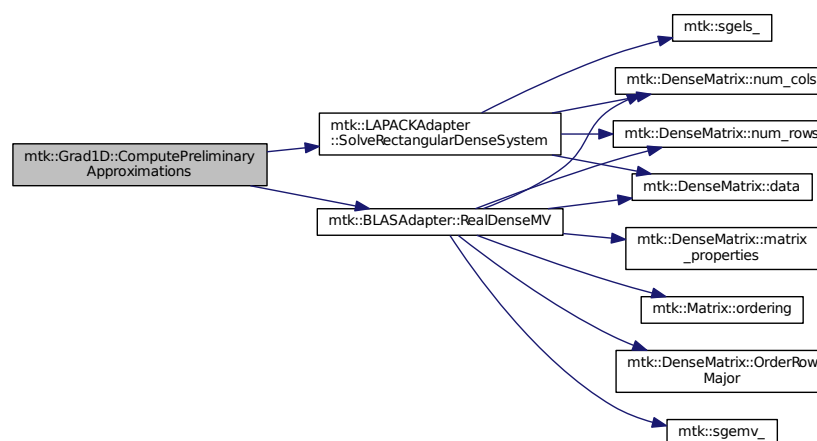 mtk::sgels_
mtk::DenseMatrix::num_cols
mtk::LAPACKAdapter
::SolveRectangularDenseSystem
mtk::DenseMatrix::num_rows
mtk::Grad1D::ComputePreliminary
Approximations
mtk::DenseMatrix::data
mtk::BLASAdapter::RealDenseMV
mtk::DenseMatrix::matrix
_properties
mtk::Matrix::ordering
mtk::DenseMatrix::OrderRow
Major
mtk::sgemv_